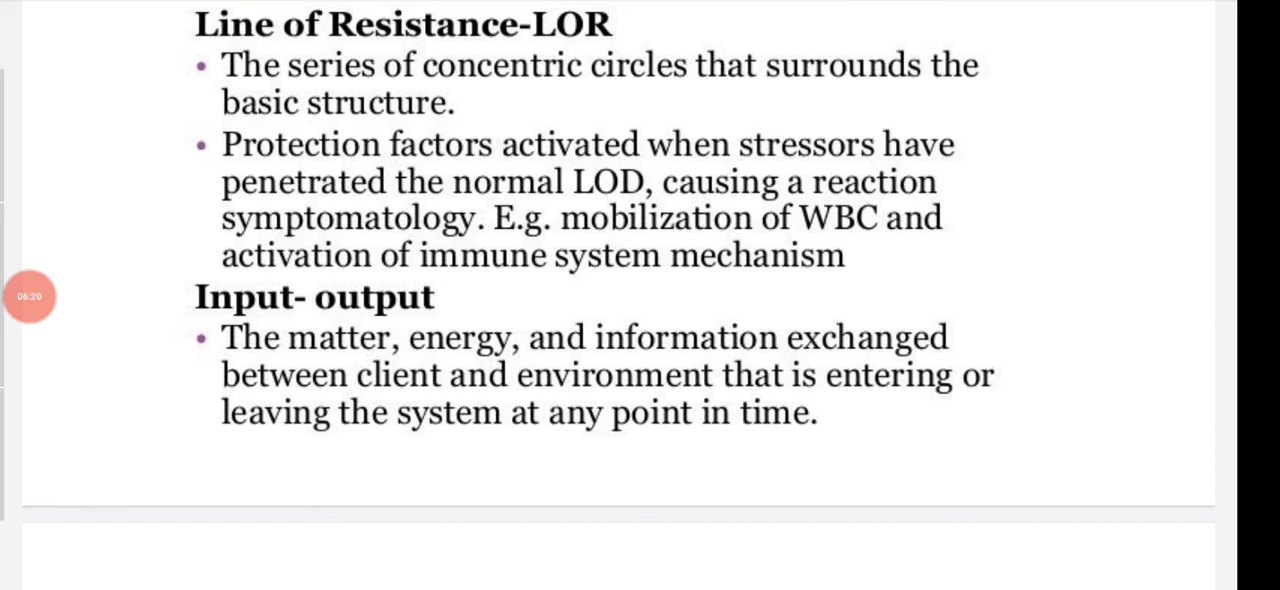 Line of Resistance-LOR
• The series of concentric circles that surrounds the
basic structure.
• Protection factors activated when stressors have
penetrated the normal LOD, causing a reaction
symptomatology. E.g. mobilization of WBC and
activation of immune system mechanism
06:20
Input- output
• The matter, energy, and information exchanged
between client and environment that is entering or
leaving the system at any point in time.